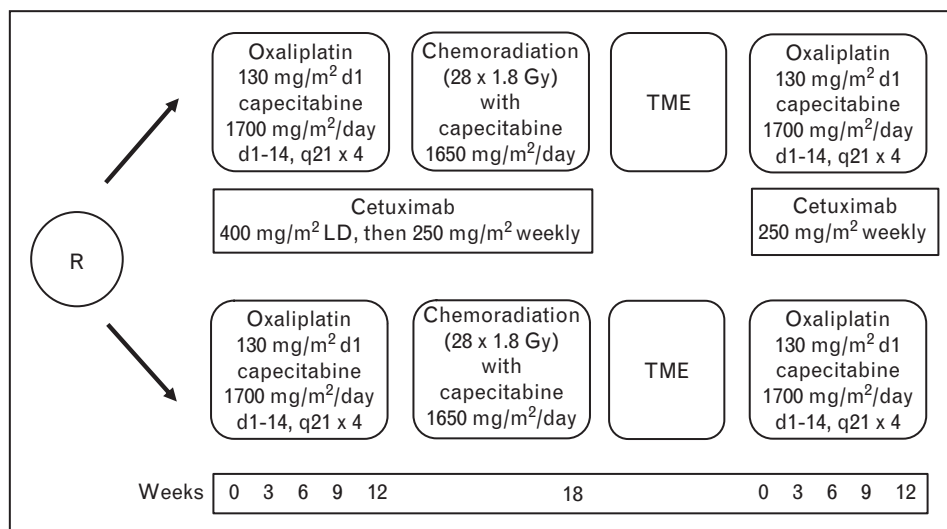 Oxaliplatin
130 mg/m² d1
capecitabine
1700 mg/m²/day
d1-14, q21 x 4
Chemoradiation
(28 x 1.8 Gy)
with
capecitabine
1650 mg/m²/day
TME
Oxaliplatin
130 mg/m² d1
capecitabine
1700 mg/m²/day
d1-14, q21 x 4
Cetuximab
400 mg/m² LD, then 250 mg/m² weekly
Cetuximab
250 mg/m² weekly
R
Oxaliplatin
130 mg/m² d1
capecitabine
1700 mg/m²/day
d1-14, q21 x 4
Chemoradiation
(28 x 1.8 Gy)
with
capecitabine
1650 mg/m²/day
TME
Oxaliplatin
130 mg/m² d1
capecitabine
1700 mg/m²/day
d1-14, q21 x 4
Weeks 0 3 6 9 12 18 0 3 6 9 12